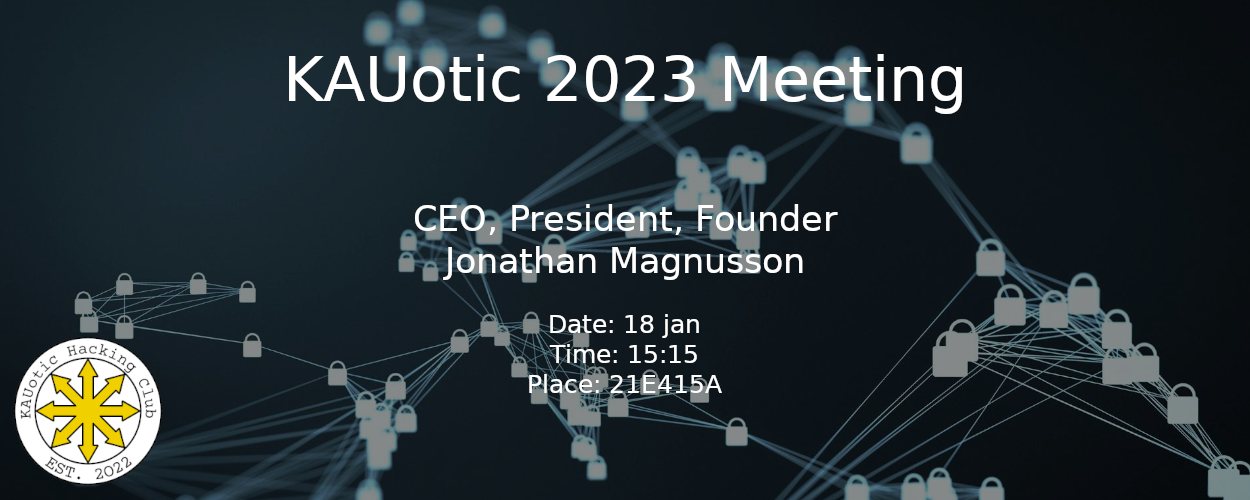 KAUotic 2023 Meeting
CEO, President, Founder
Jonathan Magnusson
Date: 18 jan
Time: 15:15
Place: 21E415A
KAUotic Hacking Club
EST. 2022